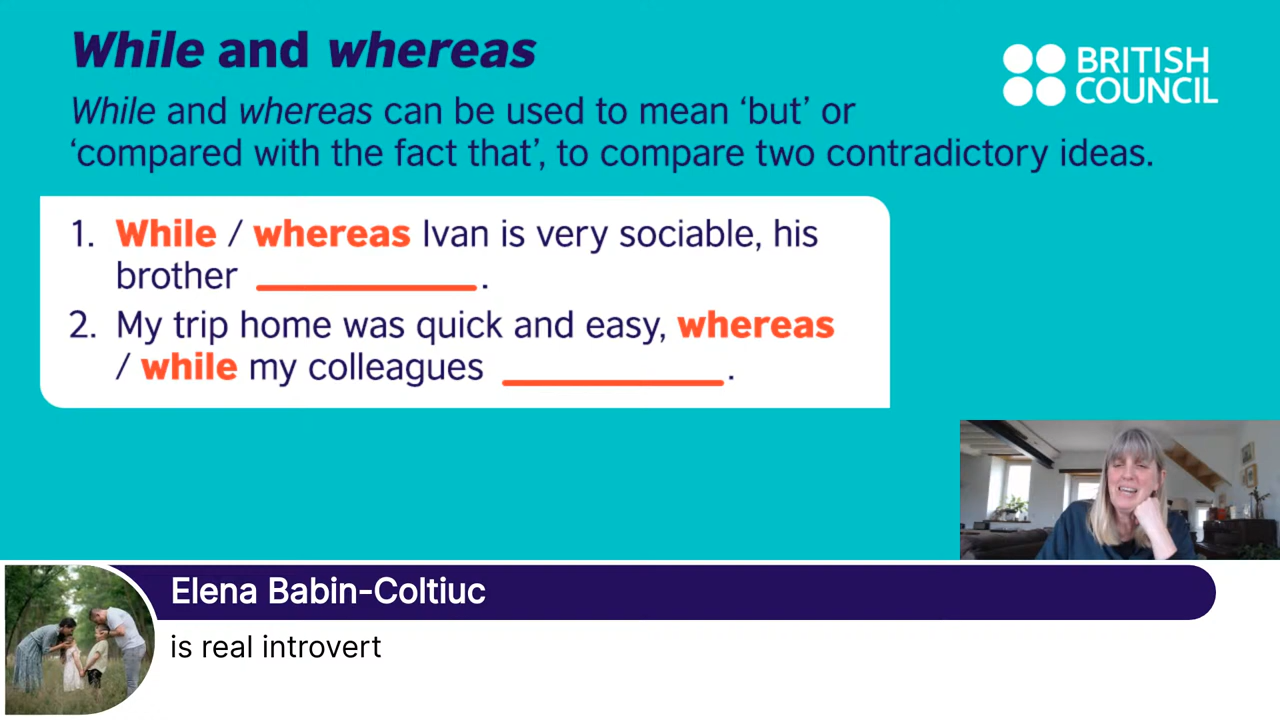 While and whereas
BRITISH
COUNCIL
While and whereas can be used to mean ‘but’ or
‘compared with the fact that’, to compare two contradictory ideas.
1. While / whereas Ivan is very sociable, his
brother __________.
2. My trip home was quick and easy, whereas
/ while my colleagues __________.
Elena Babin-Coltiuc
is real introvert